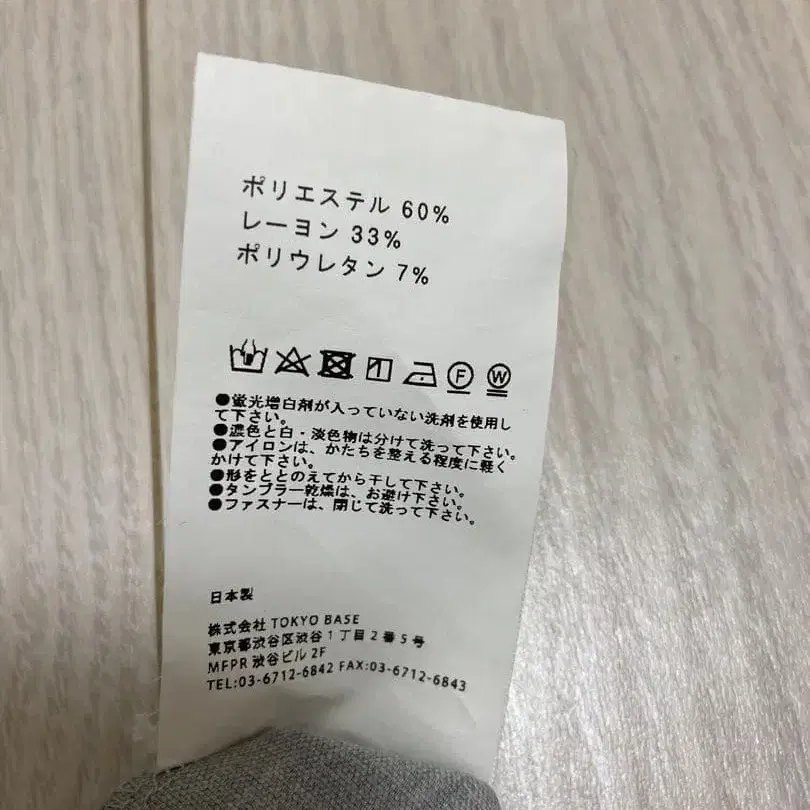 ポリエステル 60%
レーヨン 33%
ポリウレタン 7%
F
W
●蛍光増白剤が入っていない洗剤を使用し
て下さい。
●濃色と白・淡色物は分けて洗って下さい。
●アイロンは、かたちを整える程度に軽く
かけて下さい。
●形をととのえてから干して下さい。
●タンブラー乾燥は、お避け下さい。
●ファスナーは、閉じて洗って下さい。
日本製
株式会社 TOKYO BASE
東京都渋谷区渋谷1丁目2番5号
MFPR 渋谷ビル 2F
TEL:03-6712-6842 FAX:03-6712-6843